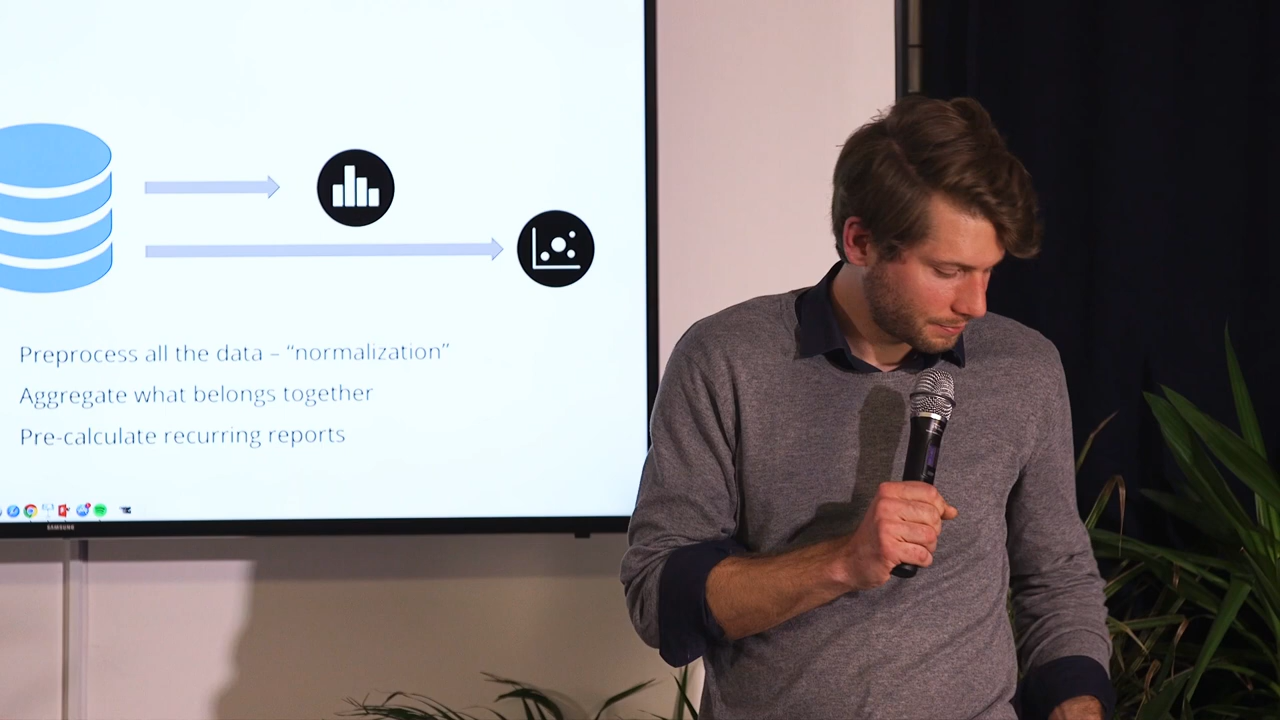 Preprocess all the data – “normalization”
Aggregate what belongs together
Pre-calculate recurring reports
SAMSUNG